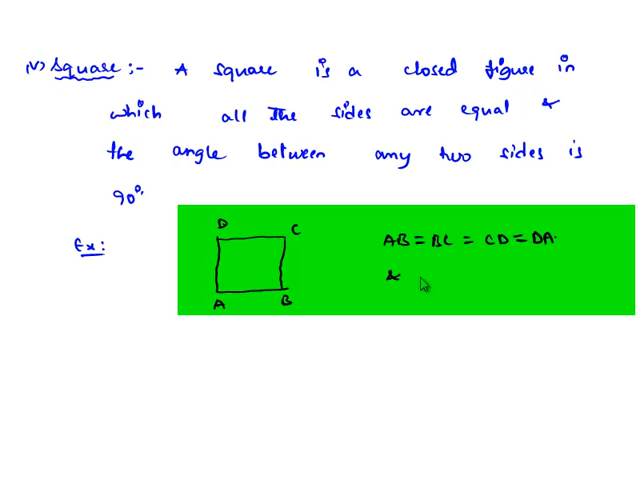 (V) Square :- A square is a closed figure in
which all the sides are equal &
the angle between any two sides is
90°.
Ex:
D C
A B
AB = BC = CD = DA.
&